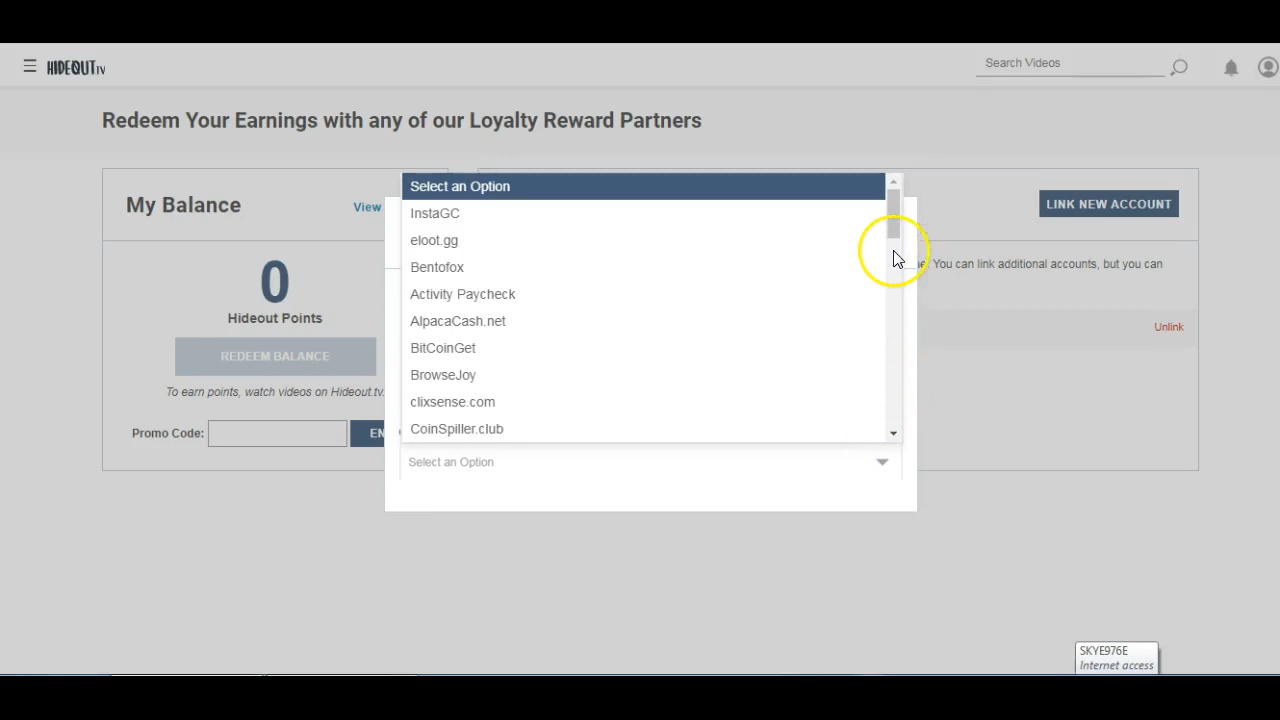 HIDEOUT TV
Search Videos
Redeem Your Earnings with any of our Loyalty Reward Partners
My Balance
View
LINK NEW ACCOUNT
0
Hideout Points
REDEEM BALANCE
To earn points, watch videos on Hideout.tv.
Promo Code:
Select an Option
InstaGC
eloot.gg
Bentofox
Activity Paycheck
AlpacaCash.net
BitCoinGet
BrowseJoy
clixsense.com
CoinSpiller.club
Select an Option
You can link additional accounts, but you can
Unlink
SKYE976E
Internet access